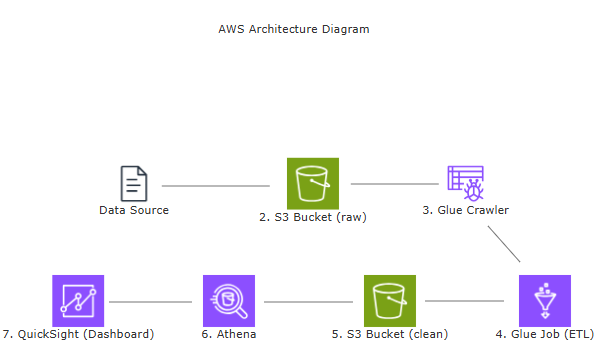 AWS Architecture Diagram
Data Source
2. S3 Bucket (raw)
3. Glue Crawler
7. QuickSight (Dashboard)
6. Athena
5. S3 Bucket (clean)
4. Glue Job (ETL)